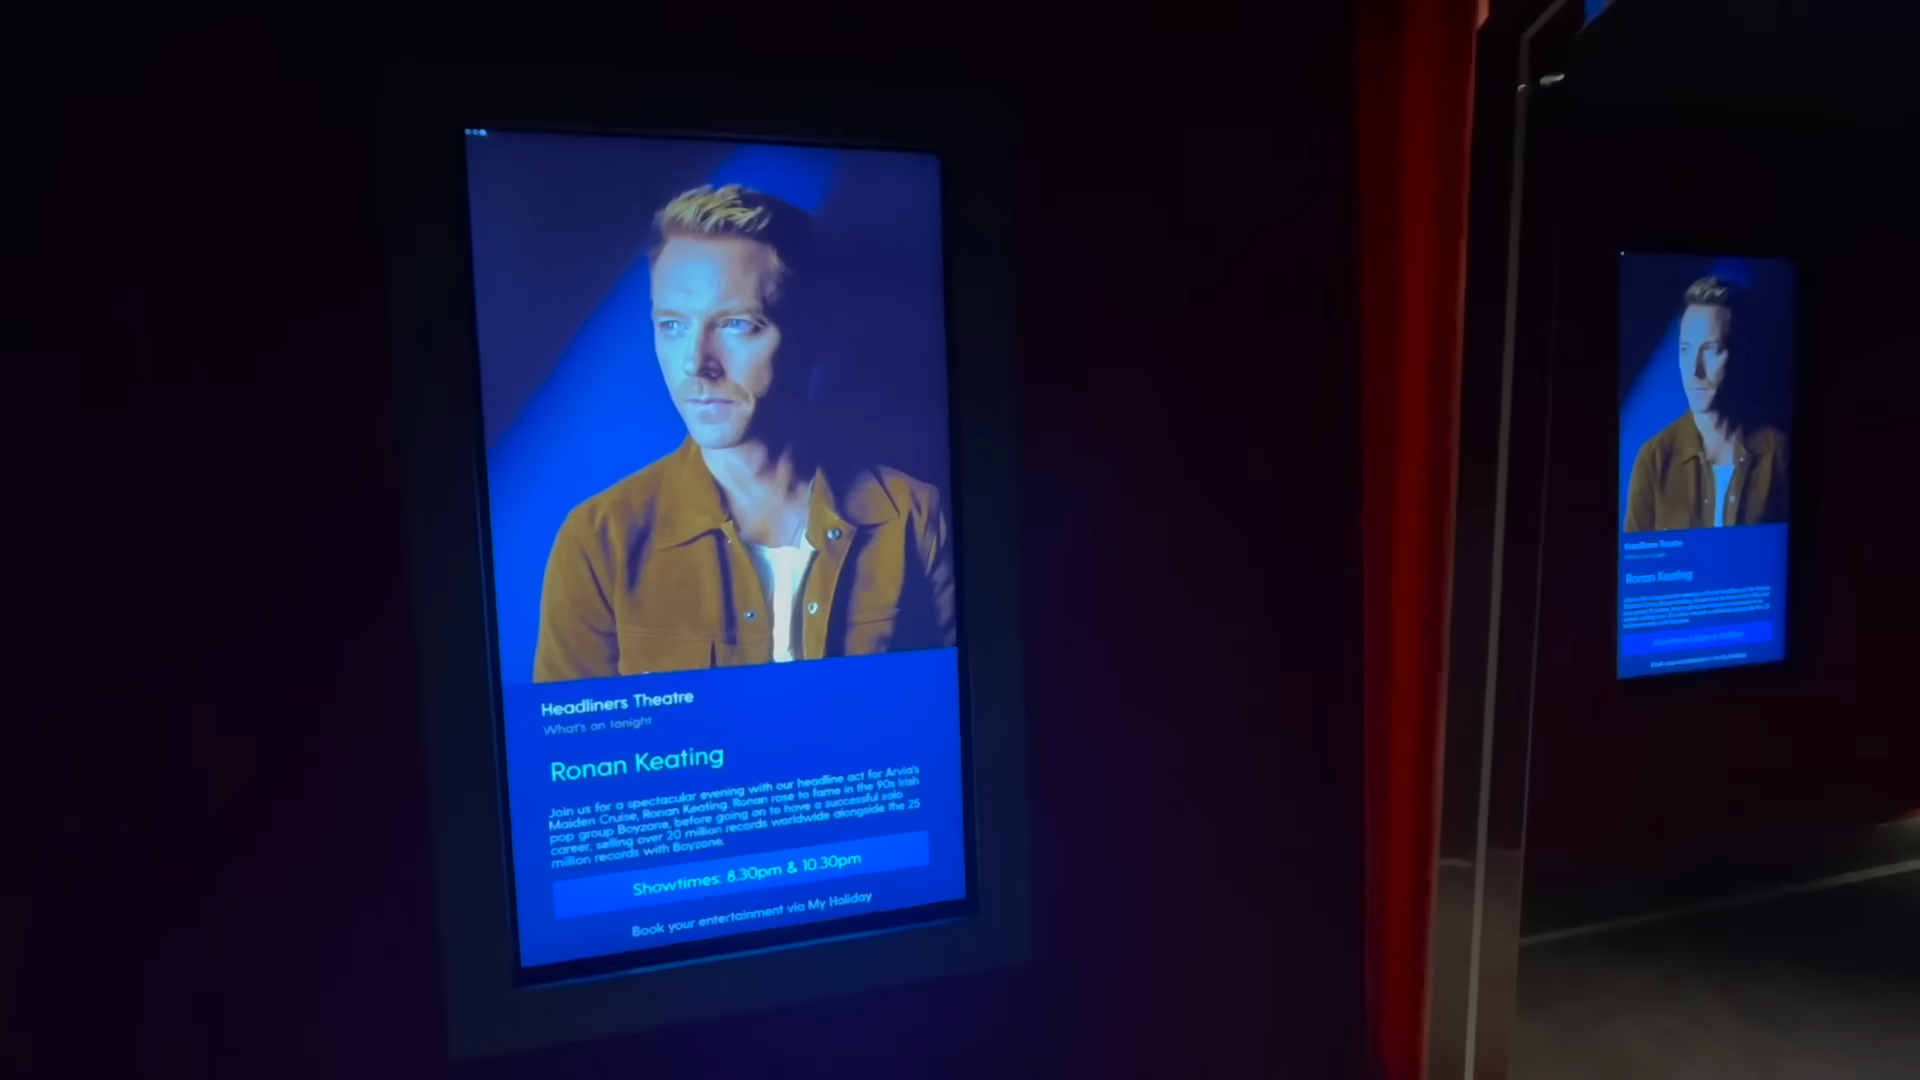 Headliners Theatre
What's on tonight
Ronan Keating
Join us for a spectacular evening with our headline act for Arvia's
Maiden Cruise, Ronan Keating. Ronan rose to fame in the 90s Irish
pop group Boyzone, before going on to have a successful solo
career, selling over 20 million records worldwide alongside the 25
million records with Boyzone.
Showtimes: 8.30pm & 10.30pm
Book your entertainment via My Holiday
Headliners Theatre
Ronan Keating